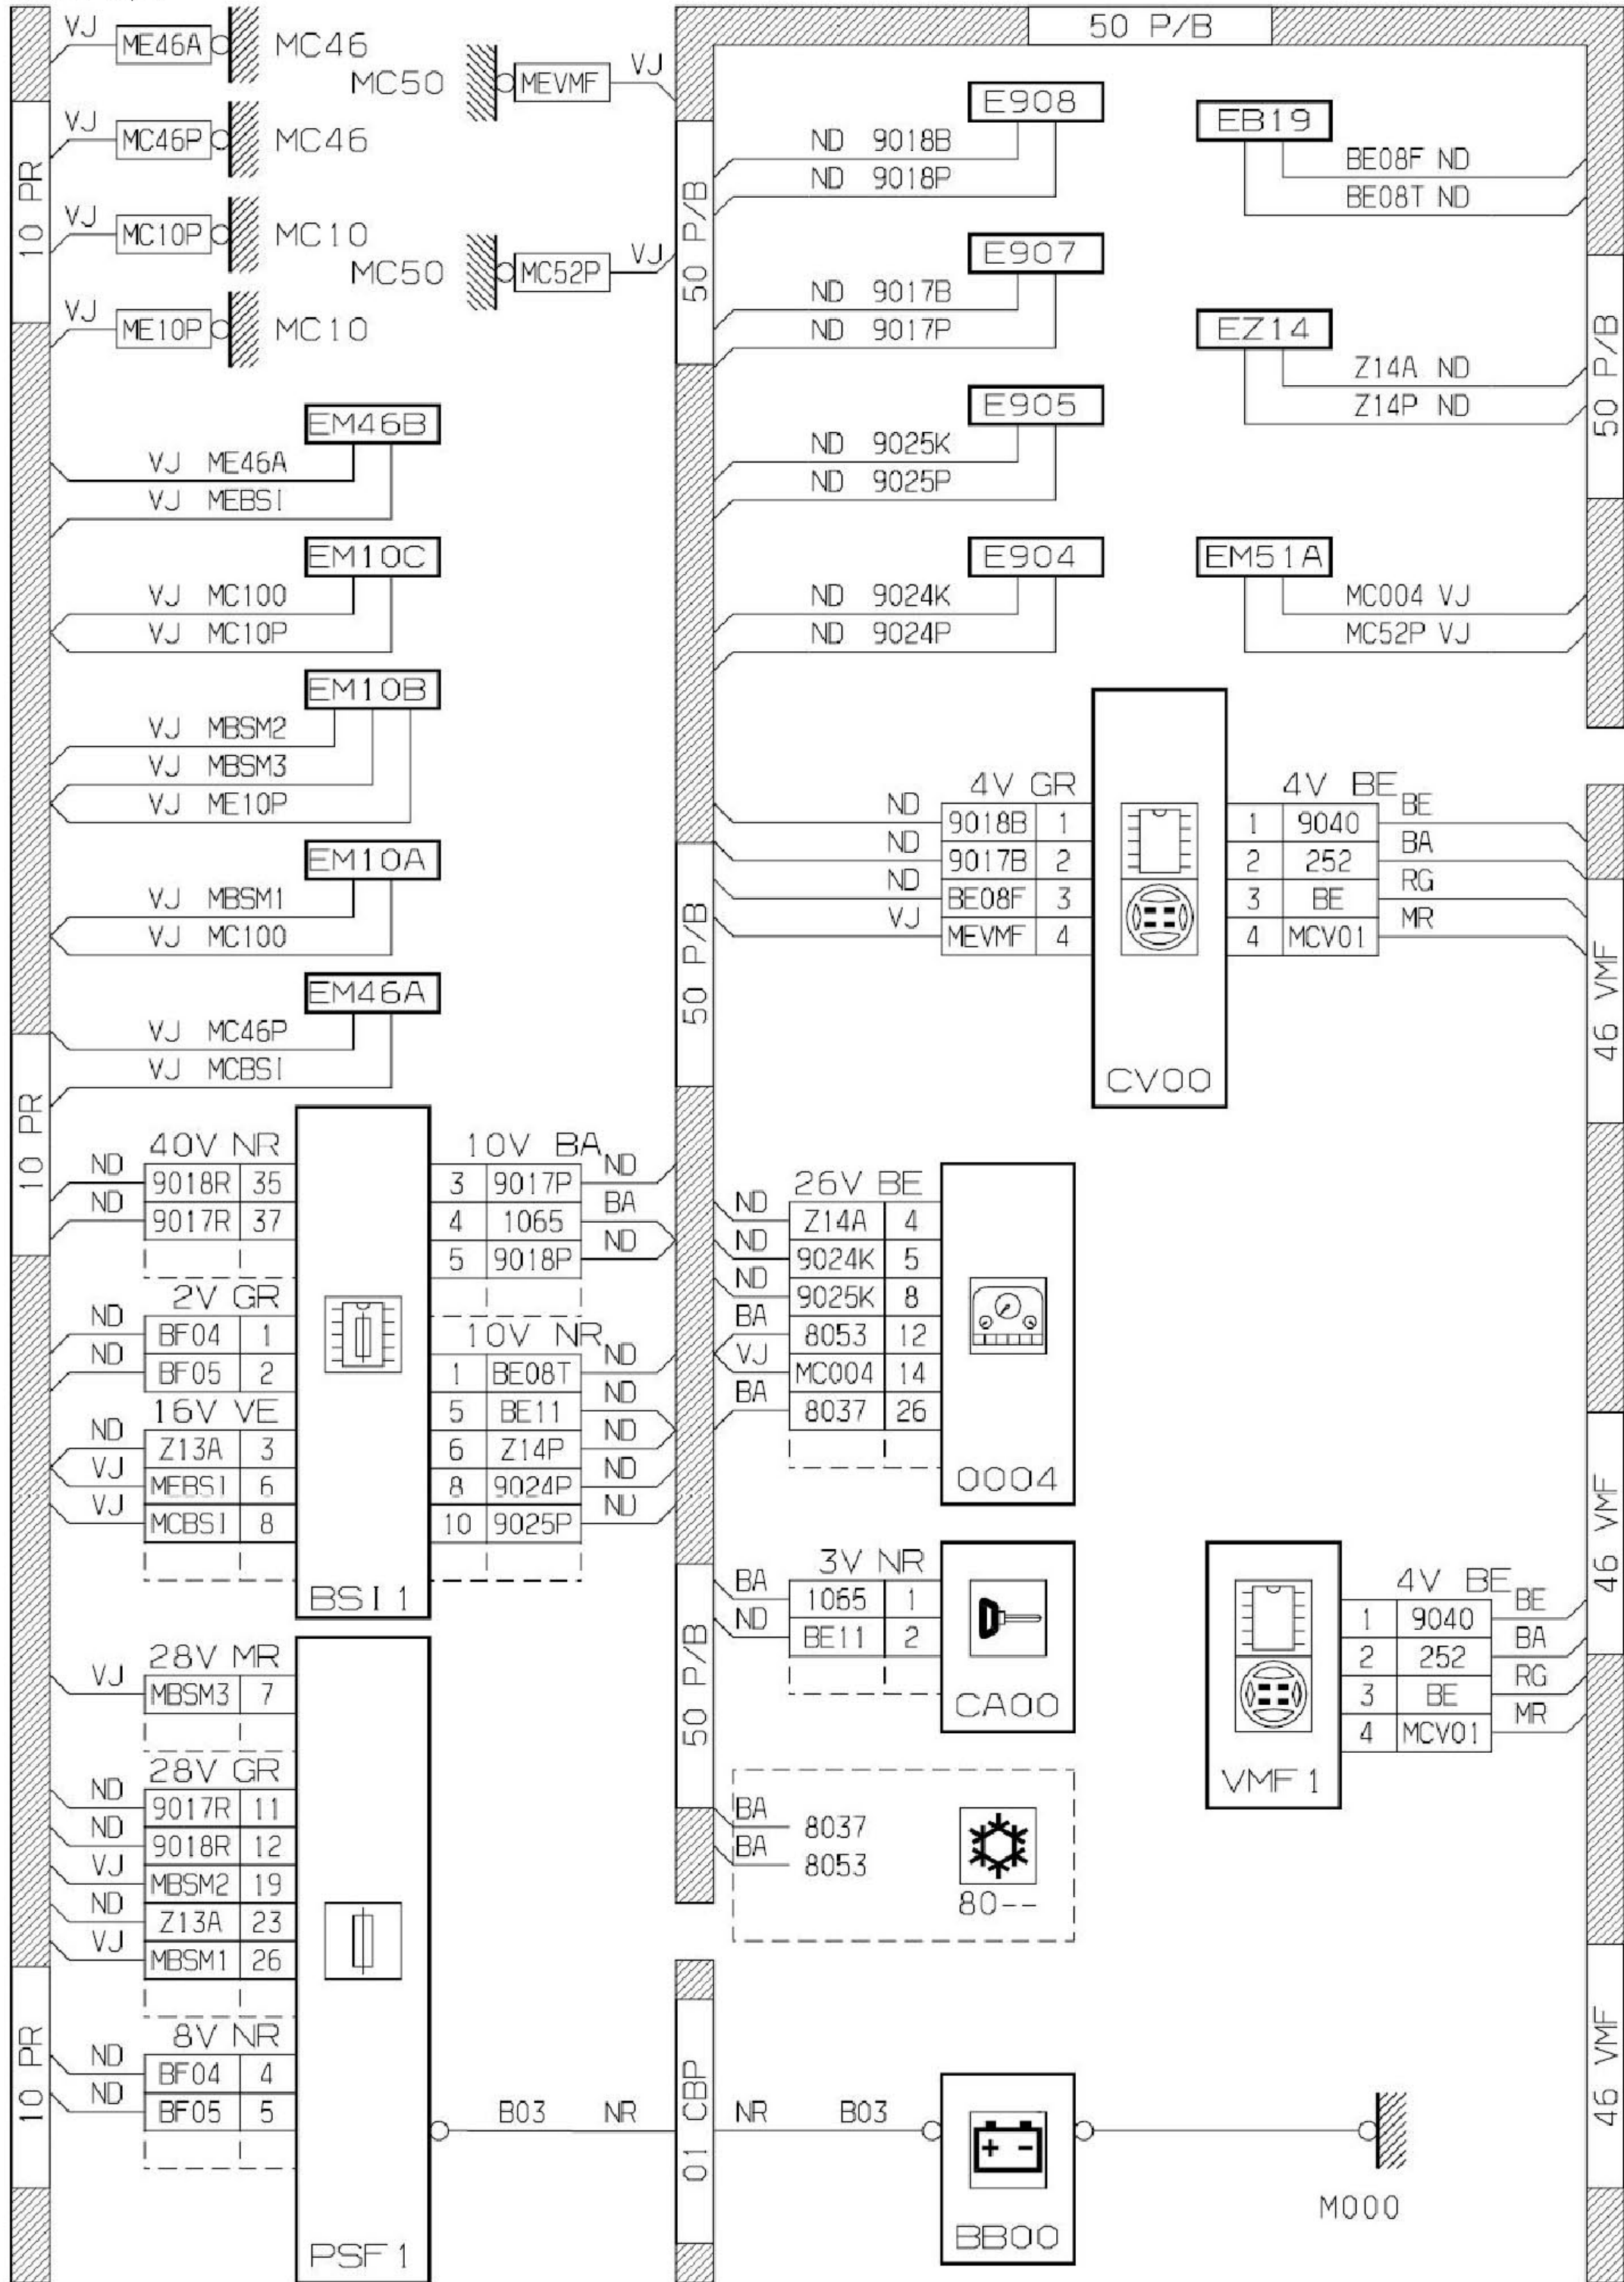 50 P/B
VJ ME46A MC46
MC50 MEVMF VJ
VJ MC46P MC46
10 PR
VJ MC10P MC10
MC50 MC52P VJ
VJ ME10P MC10
50 P/B
E908
ND 9018B
ND 9018P
EB19
BE08F ND
BE08T ND
E907
ND 9017B
ND 9017P
EZ14
Z14A ND
Z14P ND
50 P/B
E905
ND 9025K
ND 9025P
E904
ND 9024K
ND 9024P
EM51A
MC004 VJ
MC52P VJ
EM46B
VJ ME46A
VJ MEBSI
EM10C
VJ MC100
VJ MC10P
EM10B
VJ MBSM2
VJ MBSM3
VJ ME10P
EM10A
VJ MBSM1
VJ MC100
EM46A
VJ MC46P
VJ MCBSI
10 PR
50 P/B
4V GR
ND 9018B 1
ND 9017B 2
ND BE08F 3
VJ MEVMF 4
4V BE
1 9040 BE
2 252 BA
3 BE RG
4 MCV01 MR
CV00
46 VMF
40V NR
ND 9018R 35
ND 9017R 37
2V GR
ND BF04 1
ND BF05 2
16V VE
ND Z13A 3
VJ MEBSI 6
VJ MCBSI 8
10V BA
3 9017P ND
4 1065 BA
5 9018P ND
10V NR
1 BE08T ND
5 BE11 ND
6 Z14P ND
8 9024P ND
10 9025P ND
BSI1
26V BE
ND Z14A 4
ND 9024K 5
ND 9025K 8
BA 8053 12
VJ MC004 14
BA 8037 26
0004
46 VMF
50 P/B
3V NR
BA 1065 1
ND BE11 2
CA00
4V BE
1 9040 BE
2 252 BA
3 BE RG
4 MCV01 MR
VMF1
28V MR
VJ MBSM3 7
28V GR
ND 9017R 11
ND 9018R 12
VJ MBSM2 19
ND Z13A 23
VJ MBSM1 26
8V NR
ND BF04 4
ND BF05 5
PSF1
BA 8037
BA 8053
80--
10 PR
B03 NR
01 CBP
NR B03
+ -
BB00
M000
46 VMF